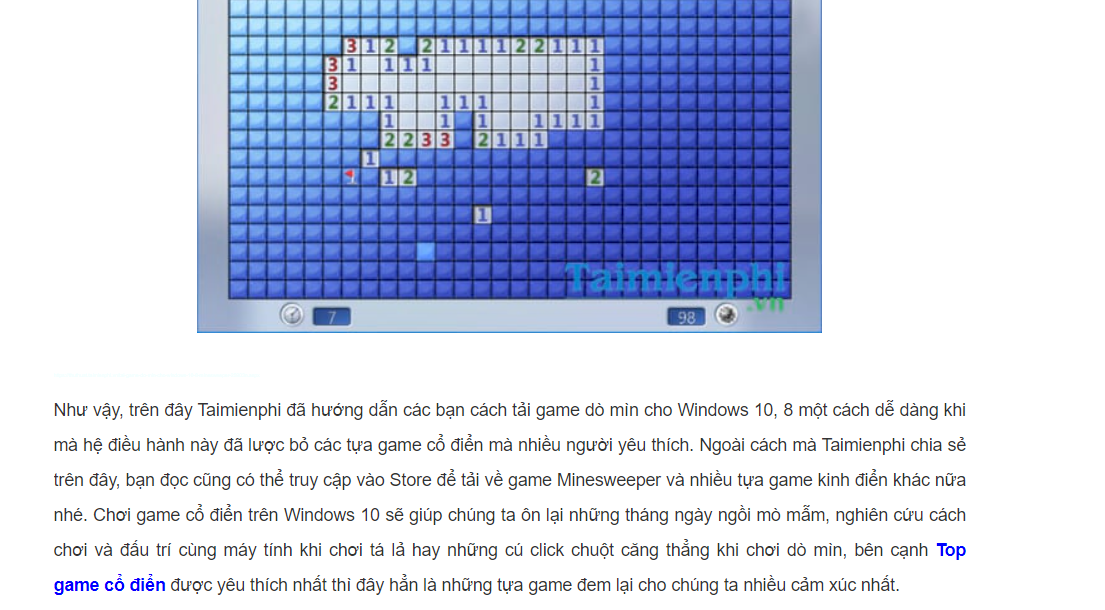 3 1 2 2 1 1 1 1 2 2 1 1 1
3 1 1 1 1 1
3 1
2 1 1 1 1 1 1 1
1 1 1 1 1 1 1
2 2 3 3 2 1 1 1
1
1 2 2
1
Taimienphi
.vn
7 98
Như vậy, trên đây Taimienphi đã hướng dẫn các bạn cách tải game dò mìn cho Windows 10, 8 một cách dễ dàng khi
mà hệ điều hành này đã lược bỏ các tựa game cổ điển mà nhiều người yêu thích. Ngoài cách mà Taimienphi chia sẻ
trên đây, bạn đọc cũng có thể truy cập vào Store để tải về game Minesweeper và nhiều tựa game kinh điển khác nữa
nhé. Chơi game cổ điển trên Windows 10 sẽ giúp chúng ta ôn lại những tháng ngày ngồi mò mẫm, nghiên cứu cách
chơi và đấu trí cùng máy tính khi chơi tá lả hay những cú click chuột căng thẳng khi chơi dò mìn, bên cạnh Top
game cổ điển được yêu thích nhất thì đây hẳn là những tựa game đem lại cho chúng ta nhiều cảm xúc nhất.